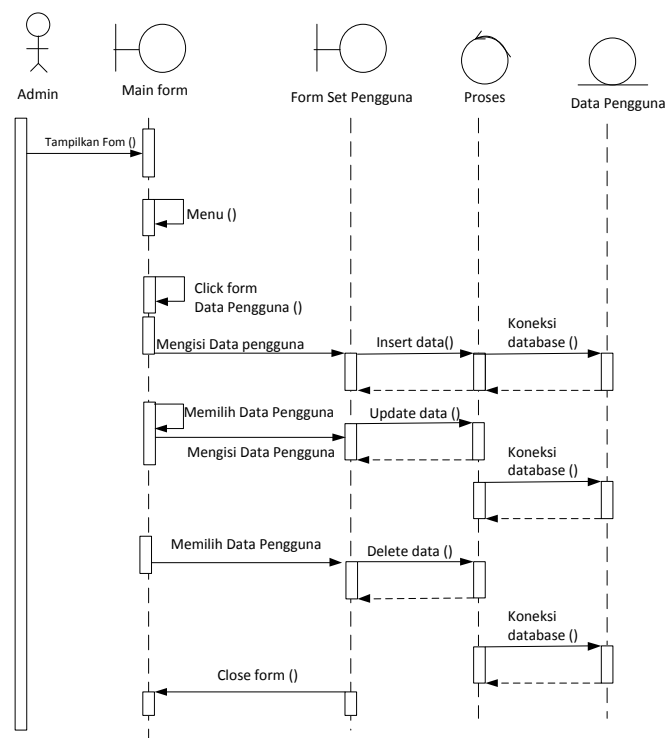 Admin
Main form
Form Set Pengguna
Proses
Data Pengguna
Tampilkan Fom ()
Menu ()
Click form
Data Pengguna ()
Mengisi Data pengguna
Insert data()
Koneksi
database ()
Memilih Data Pengguna
Update data ()
Mengisi Data Pengguna
Koneksi
database ()
Memilih Data Pengguna
Delete data ()
Koneksi
database ()
Close form ()